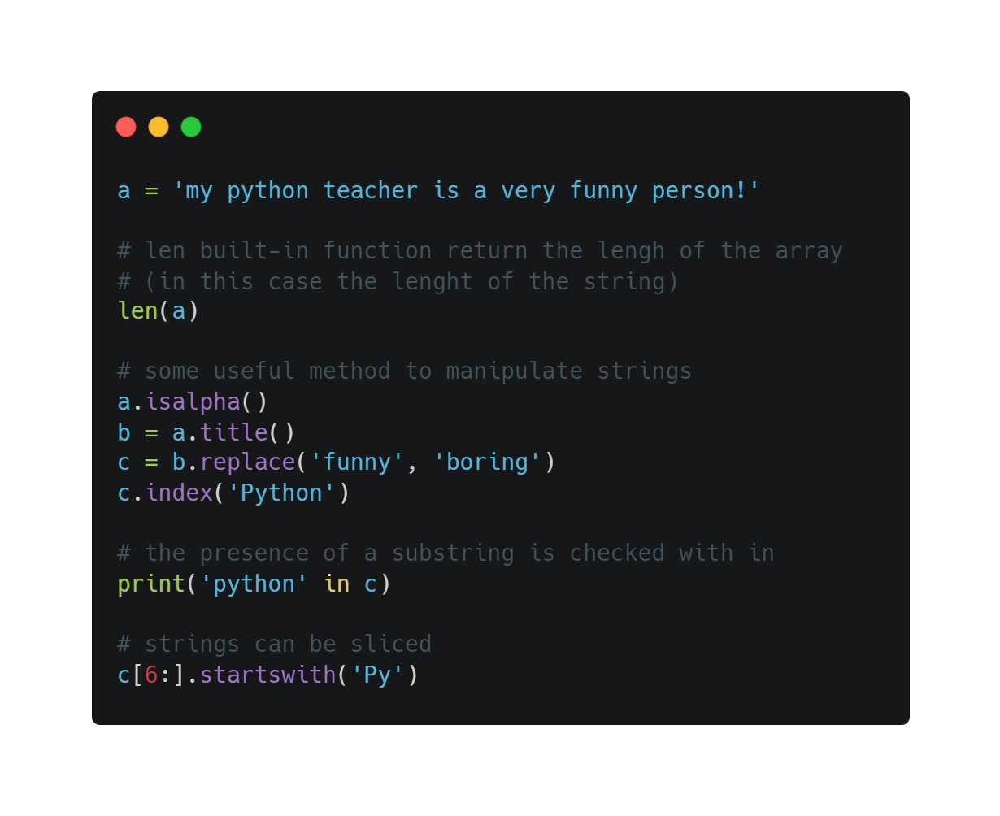 a = 'my python teacher is a very funny person!'
# len built-in function return the lengh of the array
# (in this case the lenght of the string)
len(a)
# some useful method to manipulate strings
a.isalpha()
b = a.title()
c = b.replace('funny', 'boring')
c.index('Python')
# the presence of a substring is checked with in
print('python' in c)
# strings can be sliced
c[6:].startswith('Py')